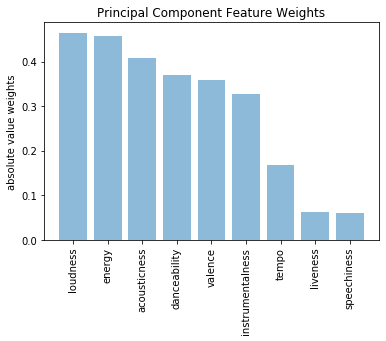 Principal Component Feature Weights
absolute value weights
0.4
0.3
0.2
0.1
0.0
loudness
energy
acousticness
danceability
valence
instrumentalness
tempo
liveness
speechiness